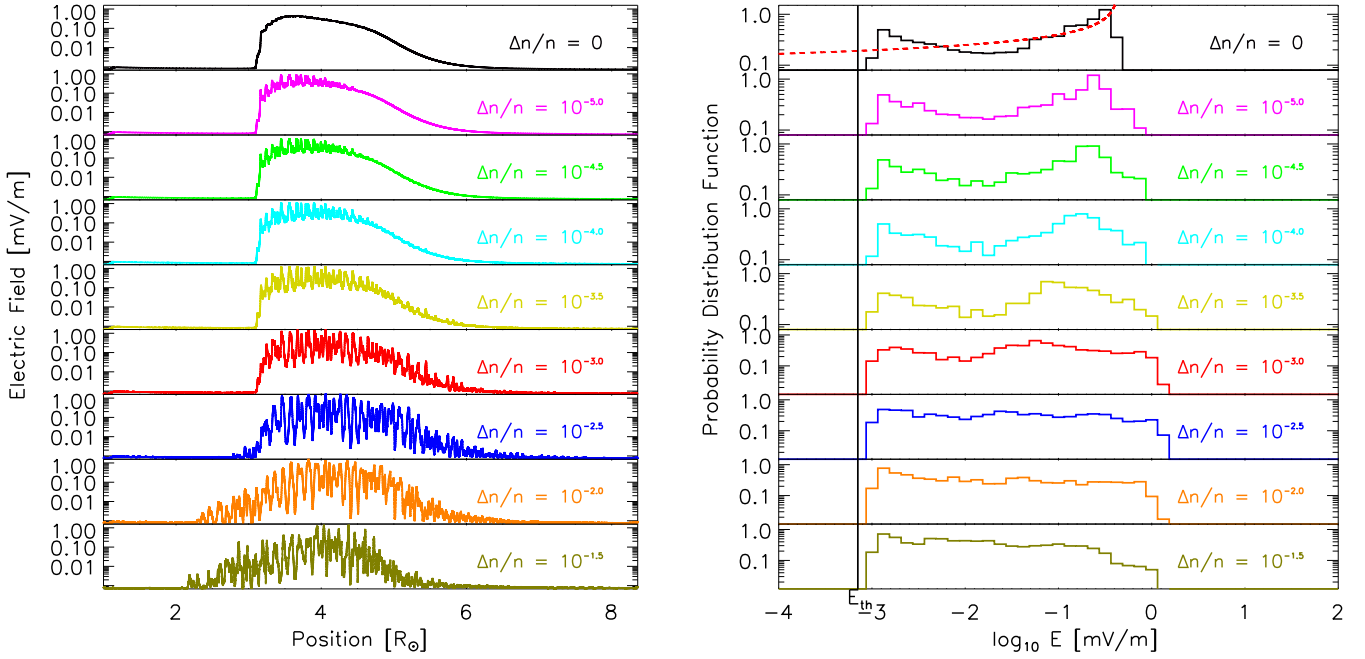 1.00
0.10
0.01
Δn/n = 0
1.00
0.10
0.01
Δn/n = 10⁻⁵·⁰
1.00
0.10
0.01
Δn/n = 10⁻⁴·⁵
1.00
0.10
0.01
Δn/n = 10⁻⁴·⁰
1.00
0.10
0.01
Δn/n = 10⁻³·⁵
1.00
0.10
0.01
Δn/n = 10⁻³·⁰
1.00
0.10
0.01
Δn/n = 10⁻²·⁵
1.00
0.10
0.01
Δn/n = 10⁻²·⁰
1.00
0.10
0.01
Δn/n = 10⁻¹·⁵
Electric Field [mV/m]
2 4 6 8
Position [R☉]
1.0
0.1
Δn/n = 0
1.0
0.1
Δn/n = 10⁻⁵·⁰
1.0
0.1
Δn/n = 10⁻⁴·⁵
1.0
0.1
Δn/n = 10⁻⁴·⁰
1.0
0.1
Δn/n = 10⁻³·⁵
1.0
0.1
Δn/n = 10⁻³·⁰
1.0
0.1
Δn/n = 10⁻²·⁵
1.0
0.1
Δn/n = 10⁻²·⁰
1.0
0.1
Δn/n = 10⁻¹·⁵
Probability Distribution Function
E_th
−4 −3 −2 −1 0 1 2
log₁₀ E [mV/m]